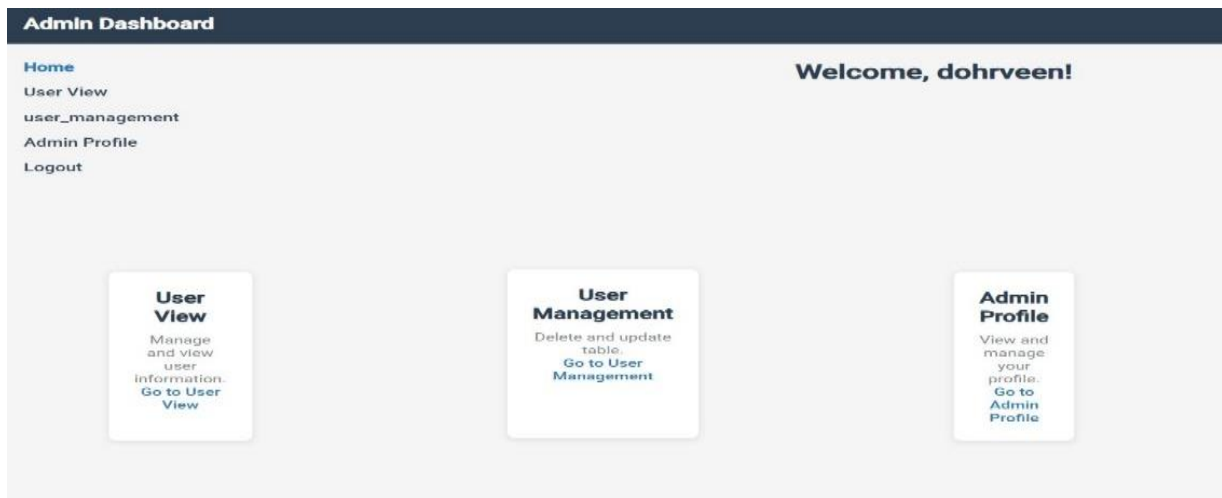 Admin Dashboard
Home
Welcome, dohrveen!
User View
user_management
Admin Profile
Logout
User
View
Manage
and view
user
information.
Go to User
View
User
Management
Delete and update
table.
Go to User
Management
Admin
Profile
View and
manage
your
profile.
Go to
Admin
Profile